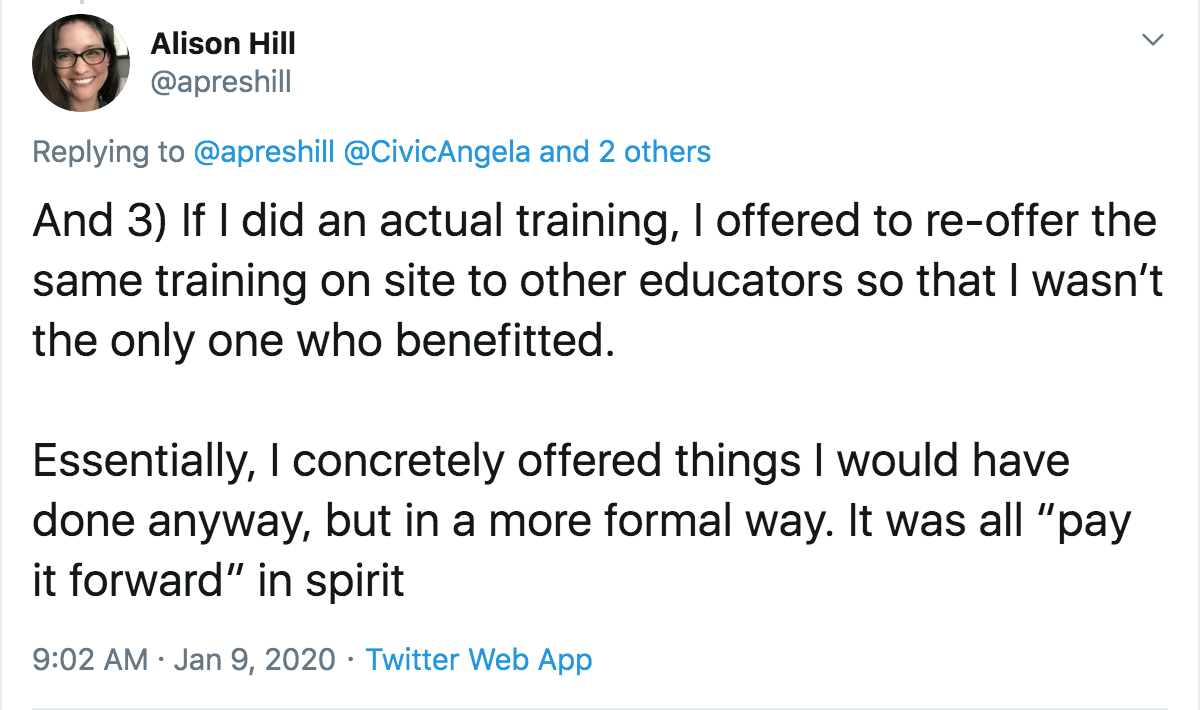 Alison Hill
@apreshill
Replying to @apreshill @CivicAngela and 2 others
And 3) If I did an actual training, I offered to re-offer the
same training on site to other educators so that I wasn’t
the only one who benefitted.
Essentially, I concretely offered things I would have
done anyway, but in a more formal way. It was all “pay
it forward” in spirit
9:02 AM · Jan 9, 2020 · Twitter Web App